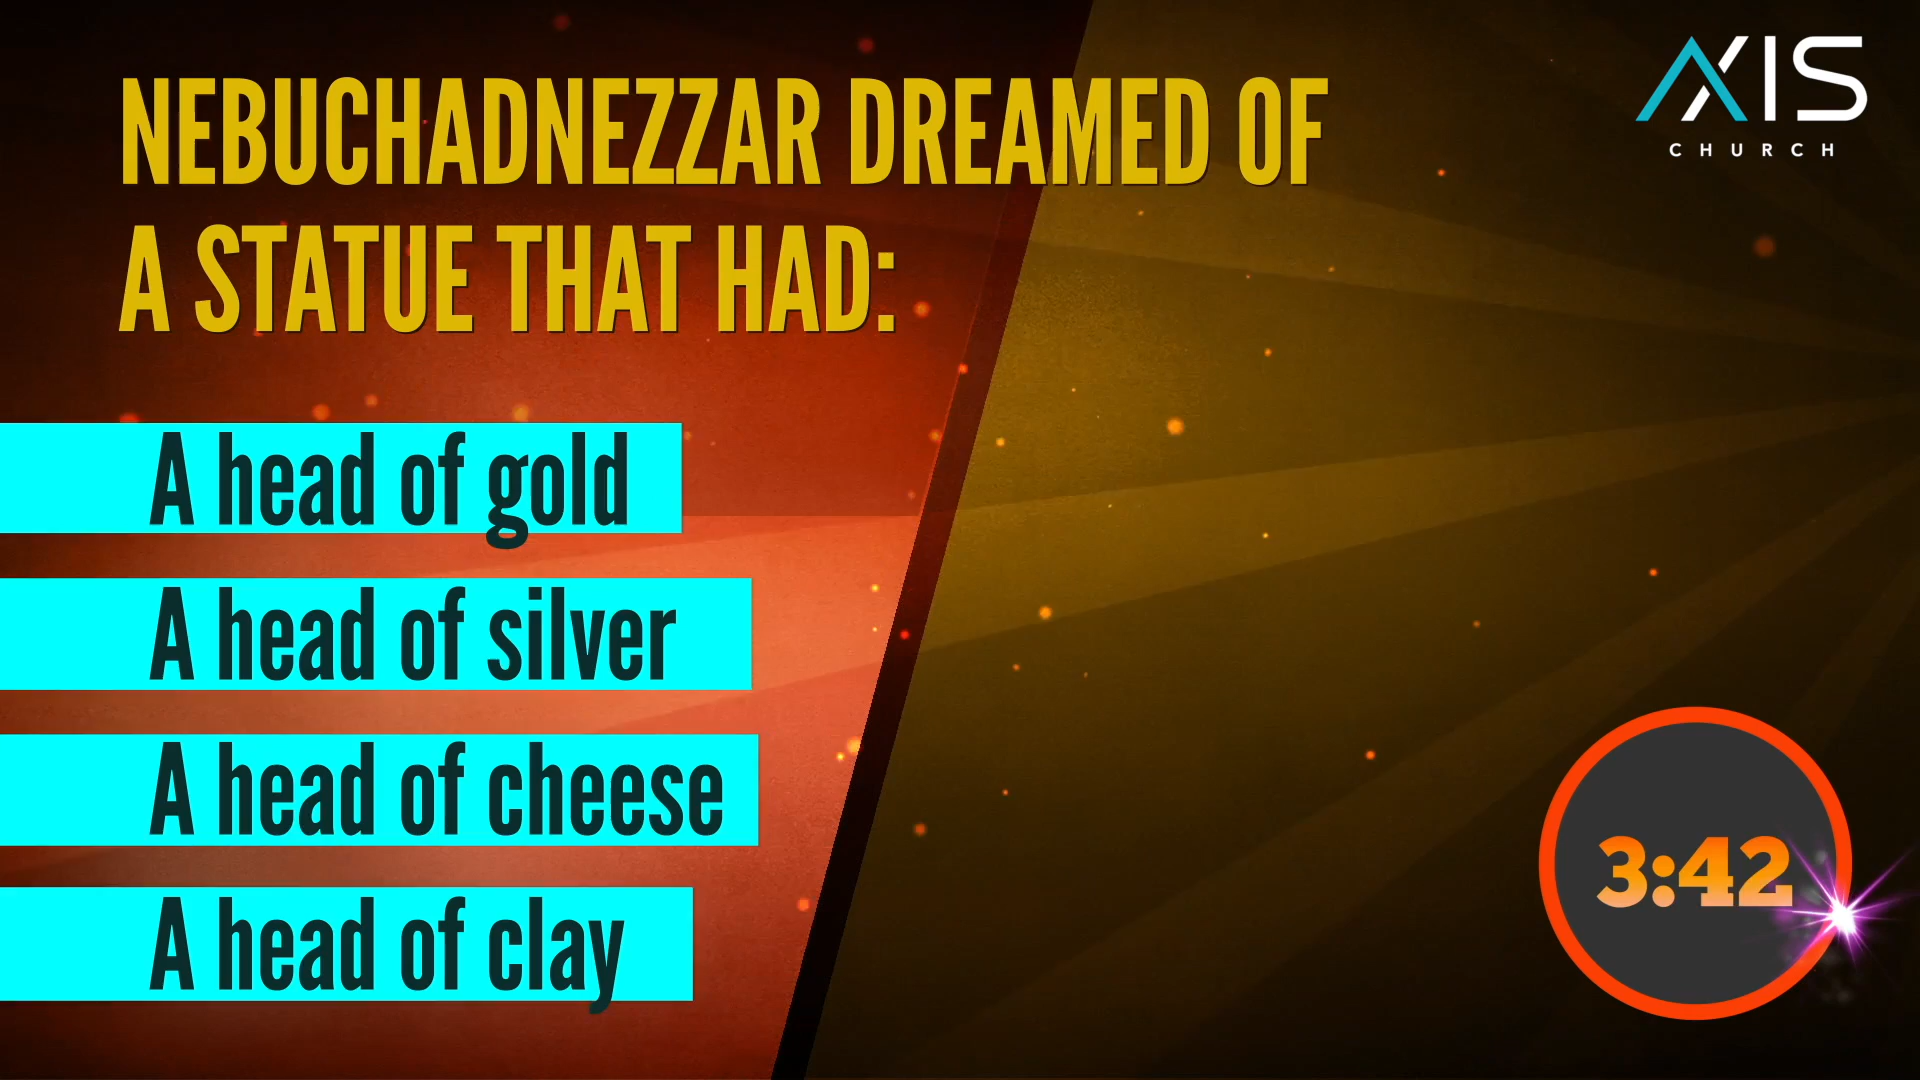 NEBUCHADNEZZAR DREAMED OF
A STATUE THAT HAD:
AXIS
CHURCH
A head of gold
A head of silver
A head of cheese
A head of clay
3:42